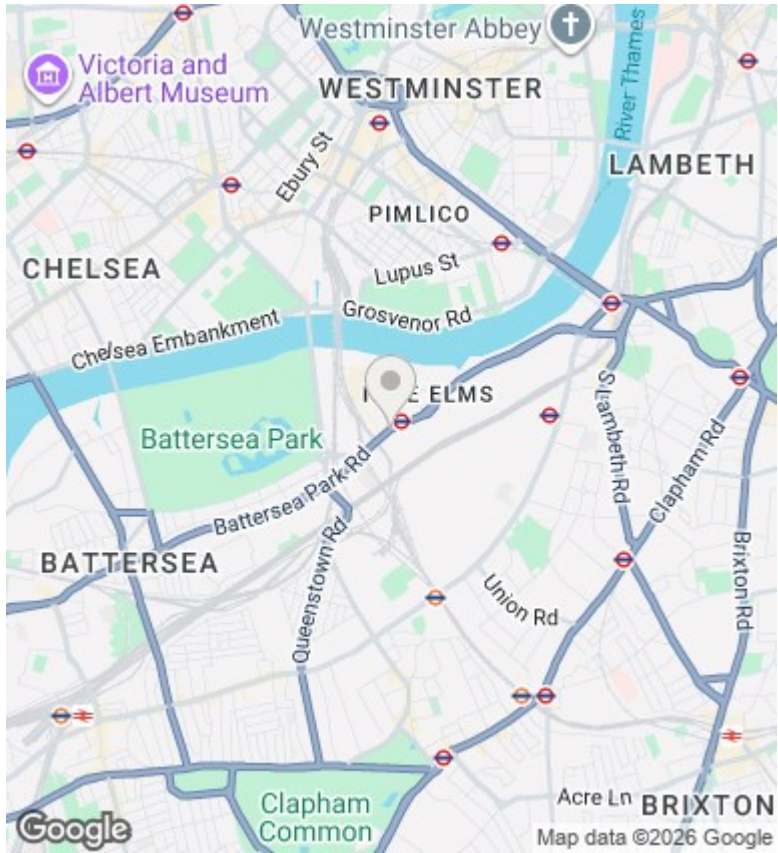 Westminster Abbey
Victoria and
Albert Museum
WESTMINSTER
River Thames
LAMBETH
Ebury St
PIMLICO
CHELSEA
Lupus St
Grosvenor Rd
Chelsea Embankment
E ELMS
S Lambeth Rd
Clapham Rd
Battersea Park
Battersea Park Rd
BATTERSEA
Queenstown Rd
Union Rd
Brixton Rd
Clapham
Common
Acre Ln
BRIXTON
Google
Map data ©2026 Google